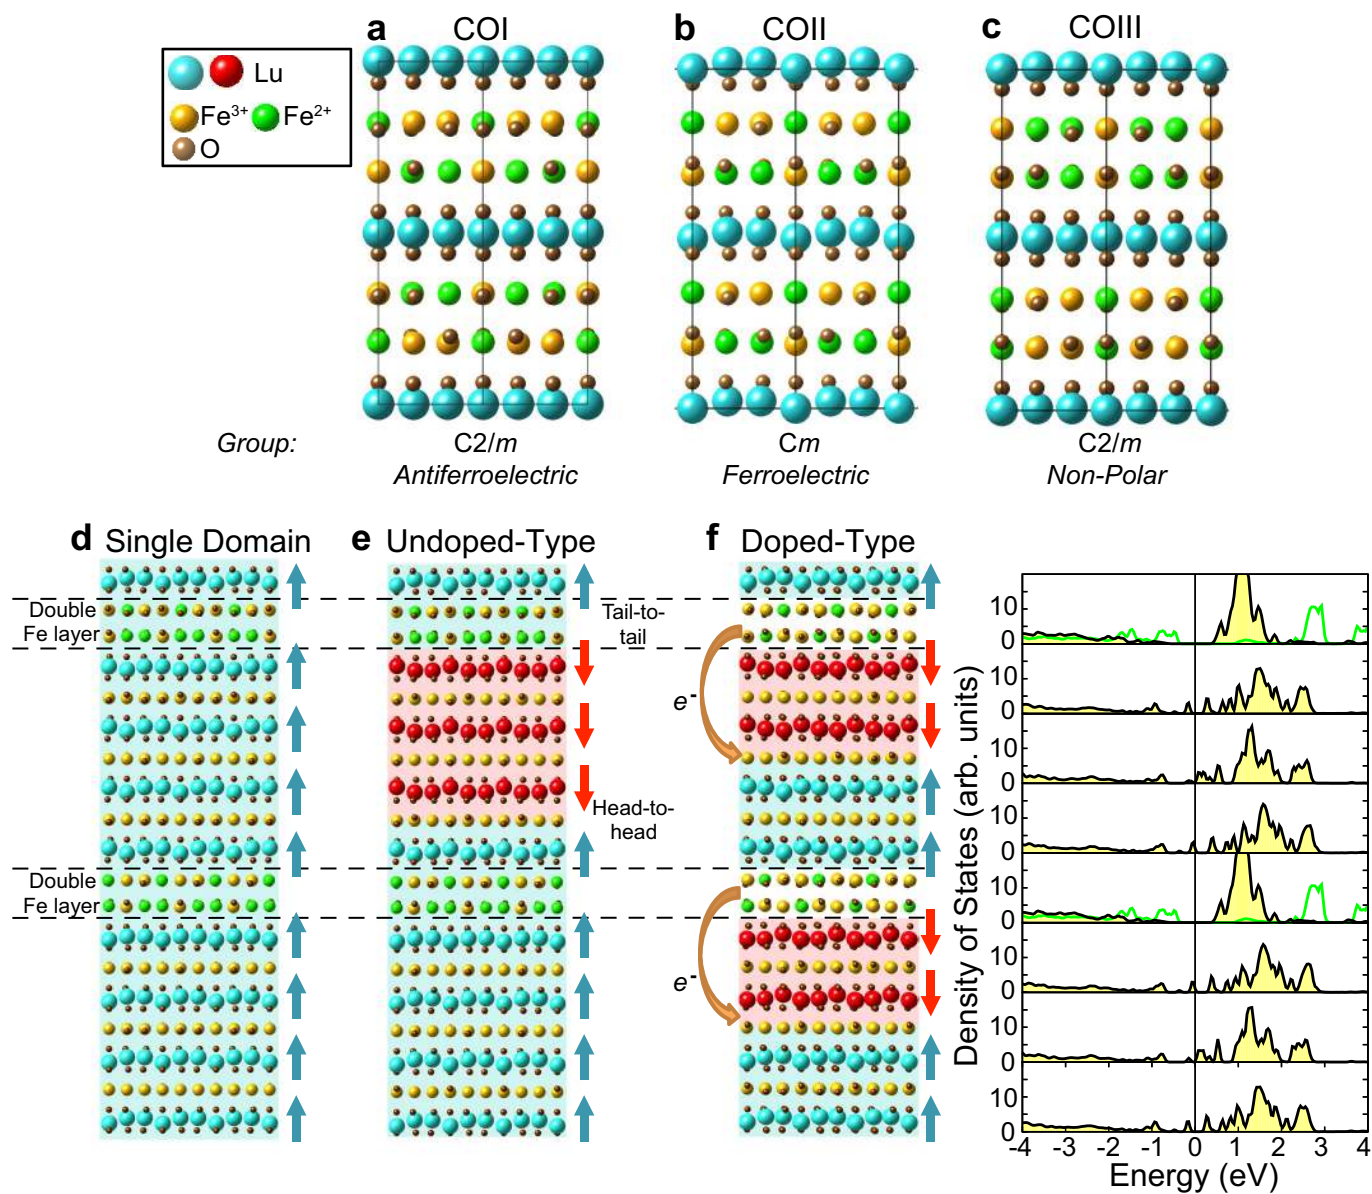 a COI
b COII
c COIII
Lu
Fe3+ Fe2+
O
Group: C2/m Cm C2/m
Antiferroelectric Ferroelectric Non-Polar
d Single Domain
e Undoped-Type
f Doped-Type
Double
Fe layer
Tail-to-
tail
e-
Head-to-
head
Double
Fe layer
e-
Density of States (arb. units)
10
0
10
0
10
0
10
0
10
0
10
0
10
0
10
0
-4 -3 -2 -1 0 1 2 3 4
Energy (eV)